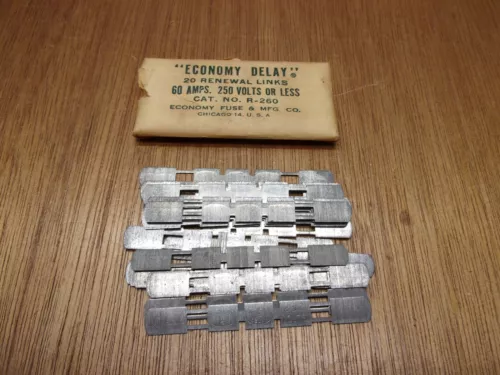 "ECONOMY DELAY"®
20 RENEWAL LINKS
60 AMPS. 250 VOLTS OR LESS
CAT. NO. R-260
ECONOMY FUSE & MFG. CO.
CHICAGO 14, U. S. A